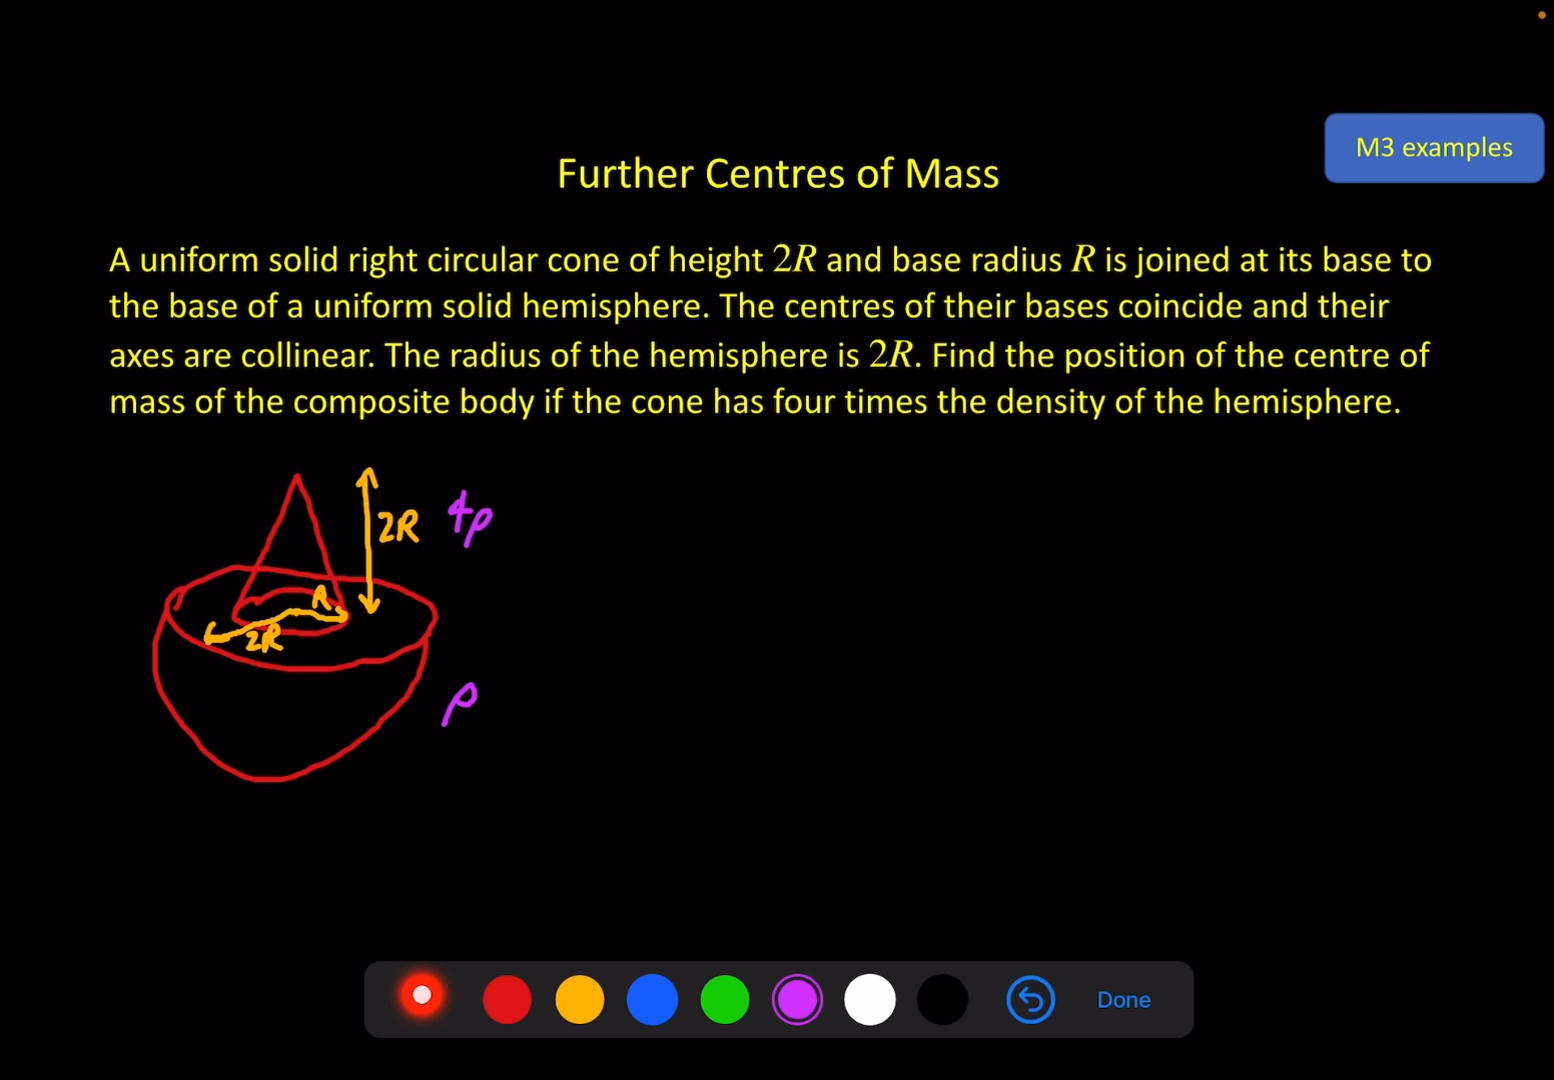 M3 examples
Further Centres of Mass
A uniform solid right circular cone of height 2R and base radius R is joined at its base to
the base of a uniform solid hemisphere. The centres of their bases coincide and their
axes are collinear. The radius of the hemisphere is 2R. Find the position of the centre of
mass of the composite body if the cone has four times the density of the hemisphere.
2R 4ρ
R
2R
ρ
Done